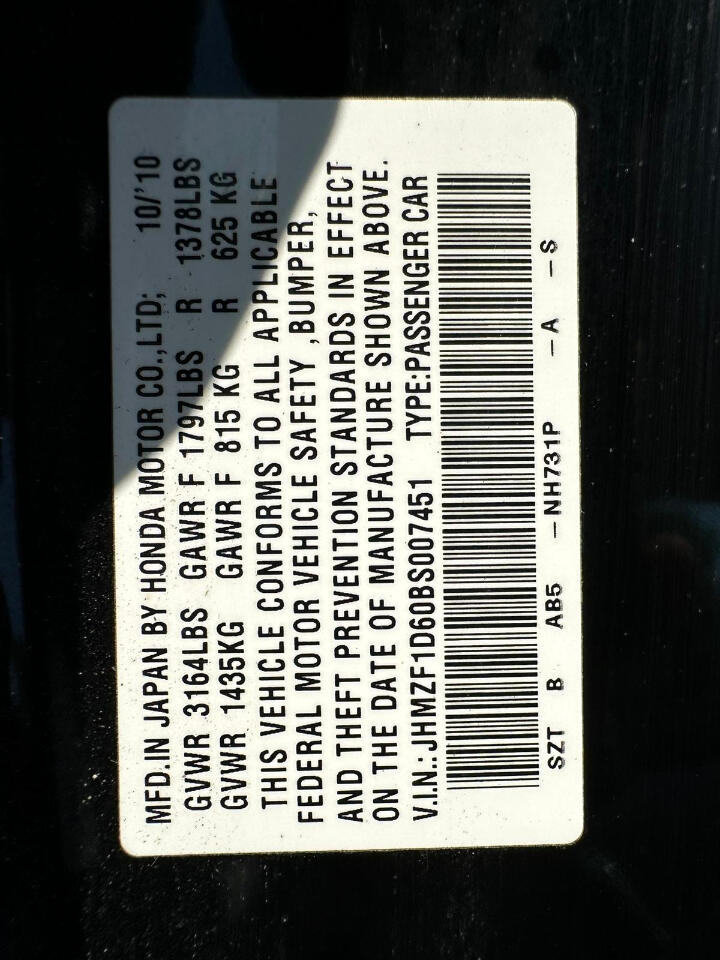 MFD.IN JAPAN BY HONDA MOTOR CO.,LTD; 10/'10
GVWR 3164LBS GAWR F 1797LBS R 1378LBS
GVWR 1435KG GAWR F 815 KG R 625 KG
THIS VEHICLE CONFORMS TO ALL APPLICABLE
FEDERAL MOTOR VEHICLE SAFETY ,BUMPER,
AND THEFT PREVENTION STANDARDS IN EFFECT
ON THE DATE OF MANUFACTURE SHOWN ABOVE.
V.I.N.: JHMZF1D60BS007451 TYPE:PASSENGER CAR
SZT B AB5 –NH731P –A –S